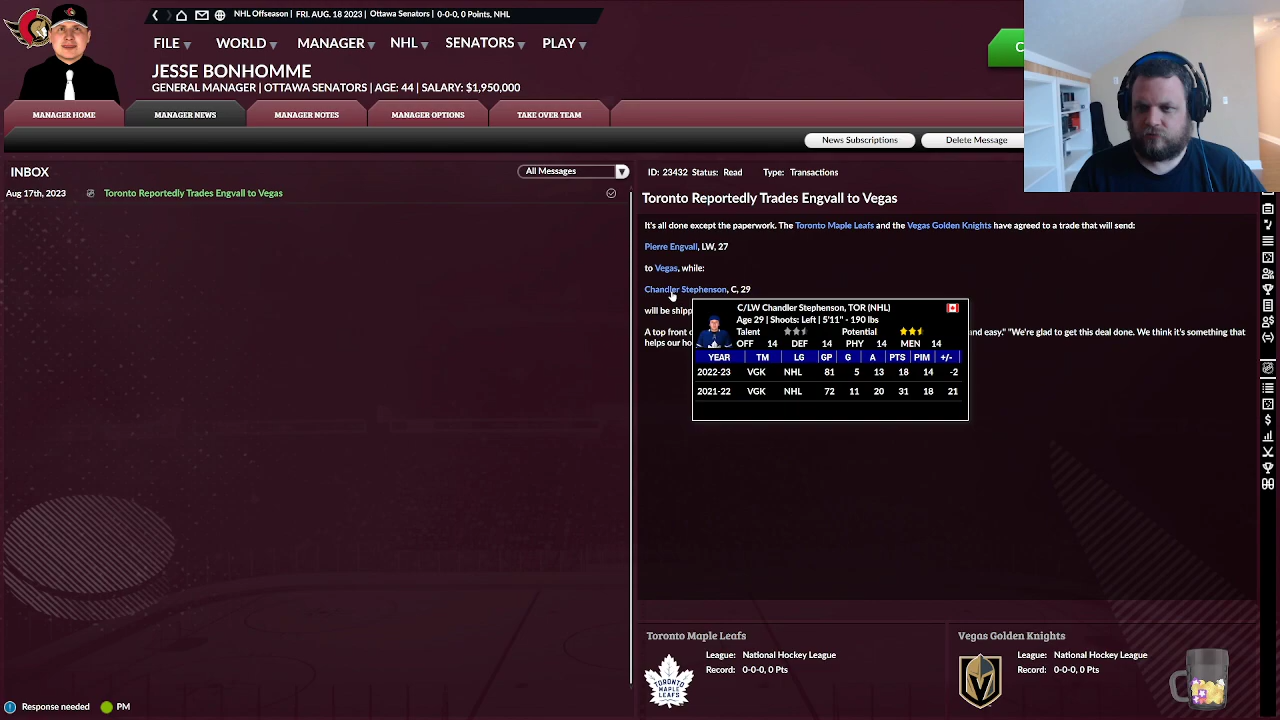 NHL Offseason | FRI. AUG. 18 2023 | Ottawa Senators | 0-0-0, 0 Points, NHL
FILE WORLD MANAGER NHL SENATORS PLAY
C
JESSE BONHOMME
GENERAL MANAGER | OTTAWA SENATORS | AGE: 44 | SALARY: $1,950,000
MANAGER HOME MANAGER NEWS MANAGER NOTES MANAGER OPTIONS TAKE OVER TEAM
News Subscriptions Delete Message
INBOX All Messages
Aug 17th, 2023 Toronto Reportedly Trades Engvall to Vegas
ID: 23432 Status: Read Type: Transactions
Toronto Reportedly Trades Engvall to Vegas
It's all done except the paperwork. The Toronto Maple Leafs and the Vegas Golden Knights have agreed to a trade that will send:
Pierre Engvall, LW, 27
to Vegas, while:
Chandler Stephenson, C, 29
will be shipp
A top front o and easy." "We're glad to get this deal done. We think it's something that
helps our ho
C/LW Chandler Stephenson, TOR (NHL)
Age 29 | Shoots: Left | 5'11" - 190 lbs
Talent Potential
OFF 14 DEF 14 PHY 14 MEN 14
YEAR TM LG GP G A PTS PIM +/-
2022-23 VGK NHL 81 5 13 18 14 -2
2021-22 VGK NHL 72 11 20 31 18 21
Toronto Maple Leafs
League: National Hockey League
Record: 0-0-0, 0 Pts
TORONTO
MAPLE
LEAFS
Vegas Golden Knights
League: National Hockey League
Record: 0-0-0, 0 Pts
Response needed PM